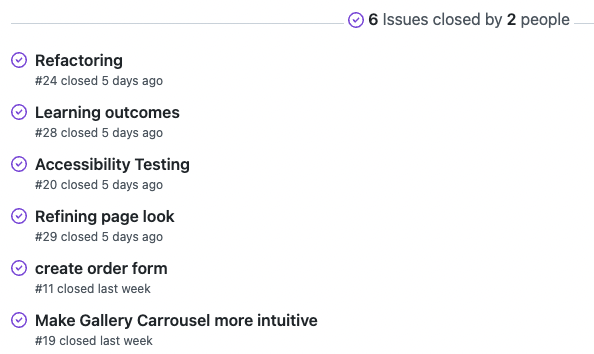 6 Issues closed by 2 people
Refactoring
#24 closed 5 days ago
Learning outcomes
#28 closed 5 days ago
Accessibility Testing
#20 closed 5 days ago
Refining page look
#29 closed 5 days ago
create order form
#11 closed last week
Make Gallery Carrousel more intuitive
#19 closed last week